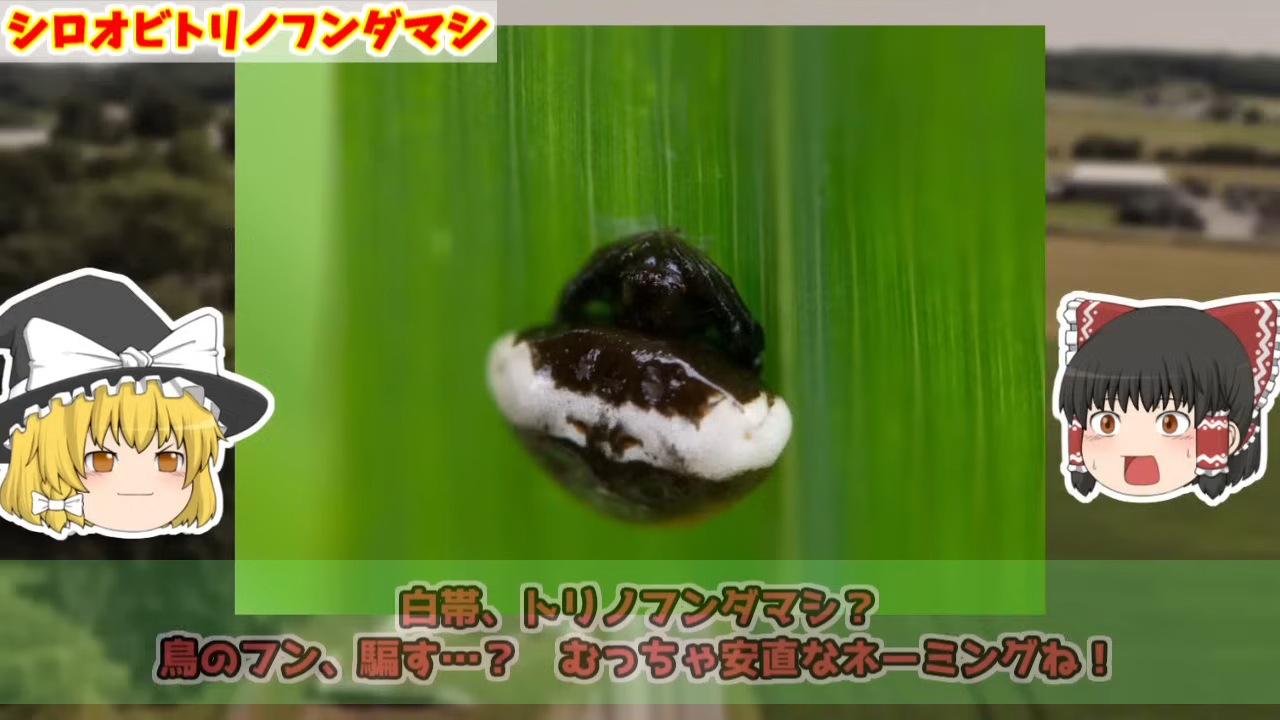 シロオビトリノフンダマシ
白帯、トリノフンダマシ？
鳥のフン、騙す…？　むっちゃ安直なネーミングね！